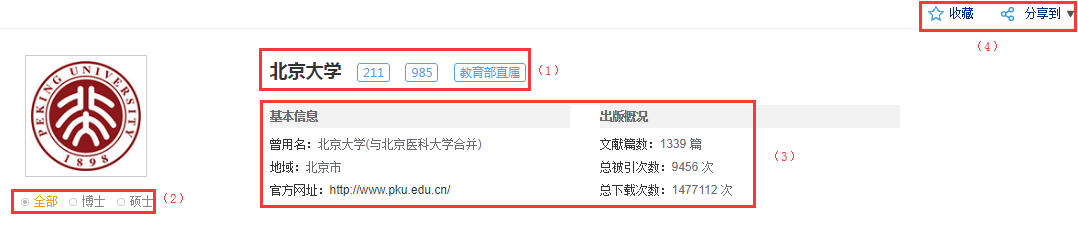 收藏 分享到
(4)
北京大学 211 985 教育部直属 (1)
PEKING UNIVERSITY
1898
基本信息 出版概况
曾用名：北京大学(与北京医科大学合并) 文献篇数：1339 篇
(3)
地域：北京市 总被引次数：9456 次
官方网址：http://www.pku.edu.cn/ 总下载次数：1477112 次
全部 博士 硕士 (2)